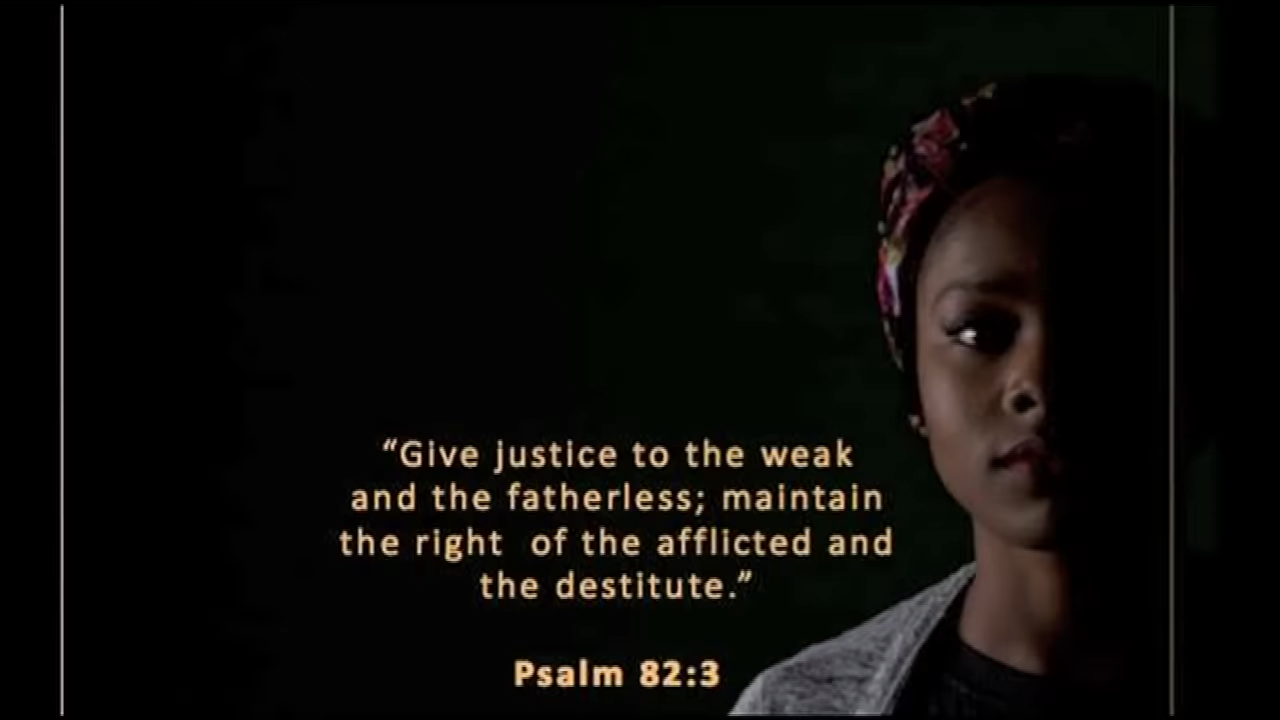 “Give justice to the weak
and the fatherless; maintain
the right of the afflicted and
the destitute.”
Psalm 82:3